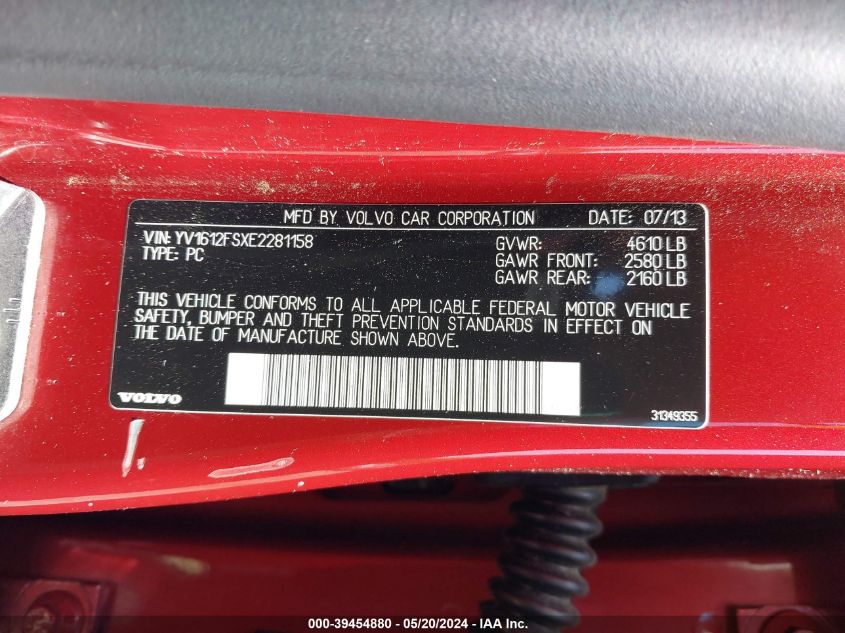 MFD BY VOLVO CAR CORPORATION DATE: 07/13
VIN: YV1612FSXE2281158 GVWR: 4610 LB
TYPE: PC GAWR FRONT: 2580 LB
GAWR REAR: 2160 LB
THIS VEHICLE CONFORMS TO ALL APPLICABLE FEDERAL MOTOR VEHICLE
SAFETY, BUMPER AND THEFT PREVENTION STANDARDS IN EFFECT ON
THE DATE OF MANUFACTURE SHOWN ABOVE.
VOLVO 31349355
000-39454880 - 05/20/2024 - IAA Inc.